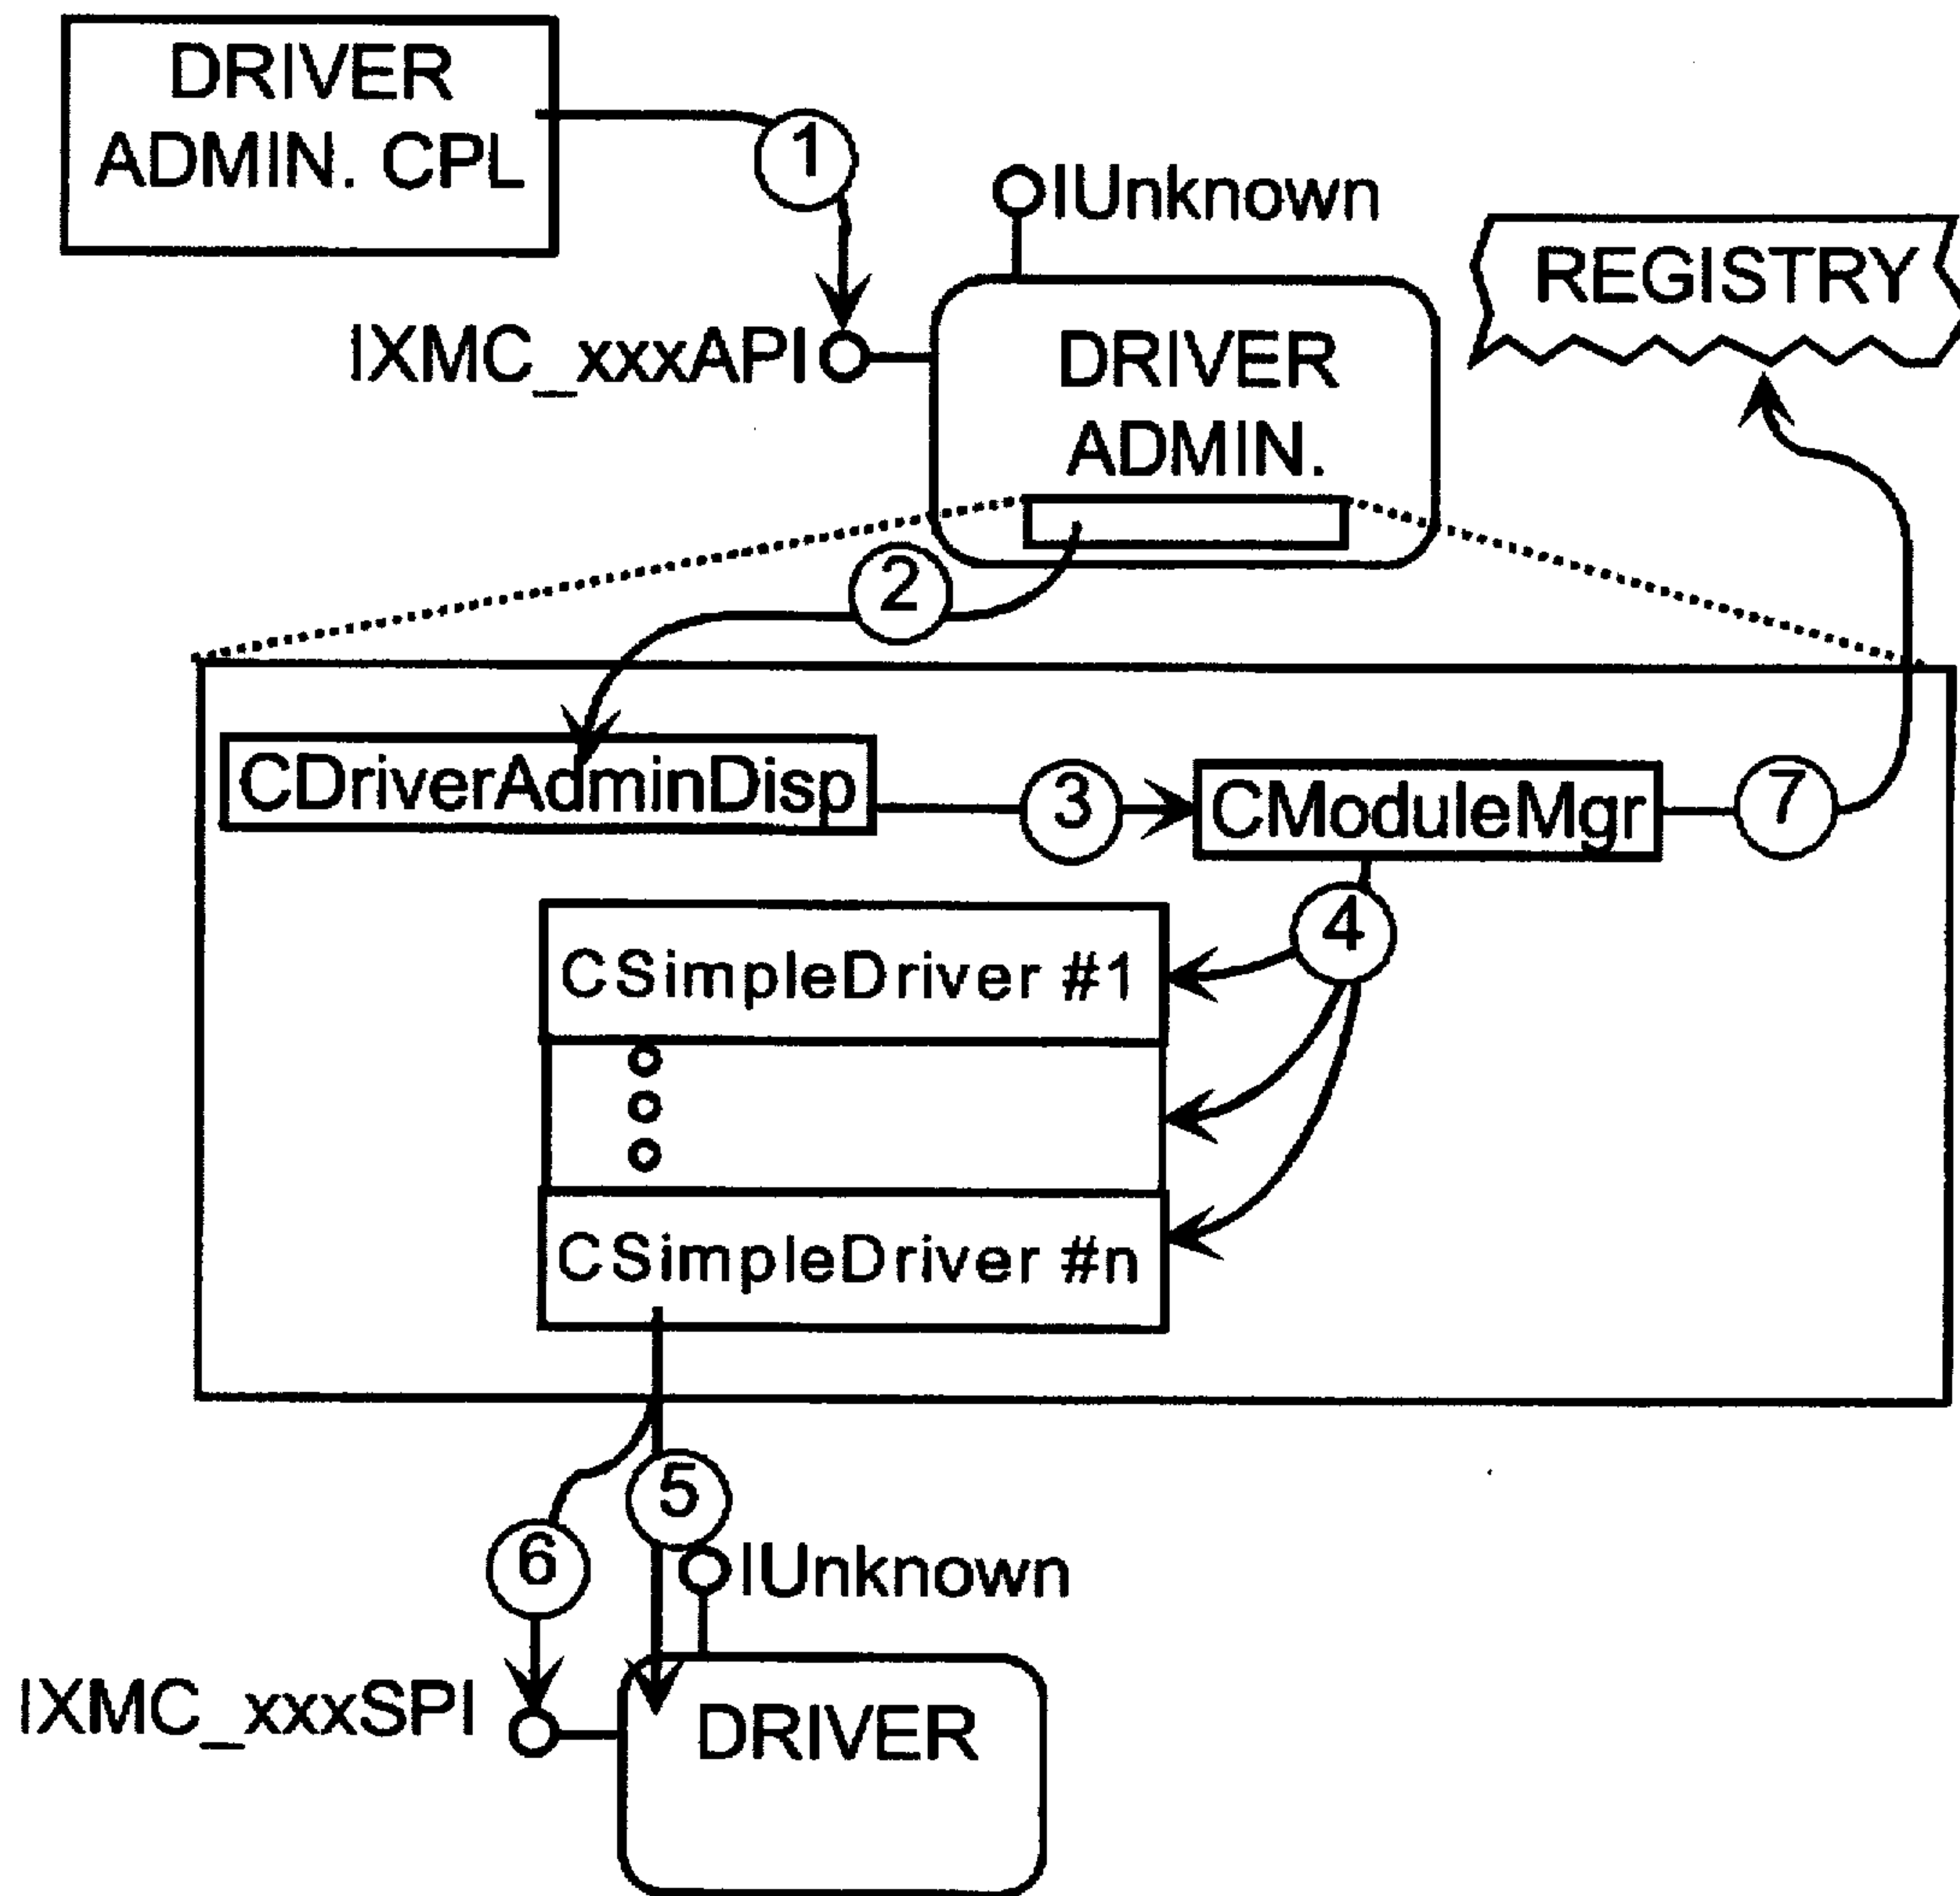 DRIVER
ADMIN. CPL
1
IUnknown
REGISTRY
IXMC_xxxAPI
DRIVER
ADMIN.
2
CDriverAdminDisp
3
CModuleMgr
7
4
CSimpleDriver #1
CSimpleDriver #n
5
6
IUnknown
IXMC_xxxSPI
DRIVER